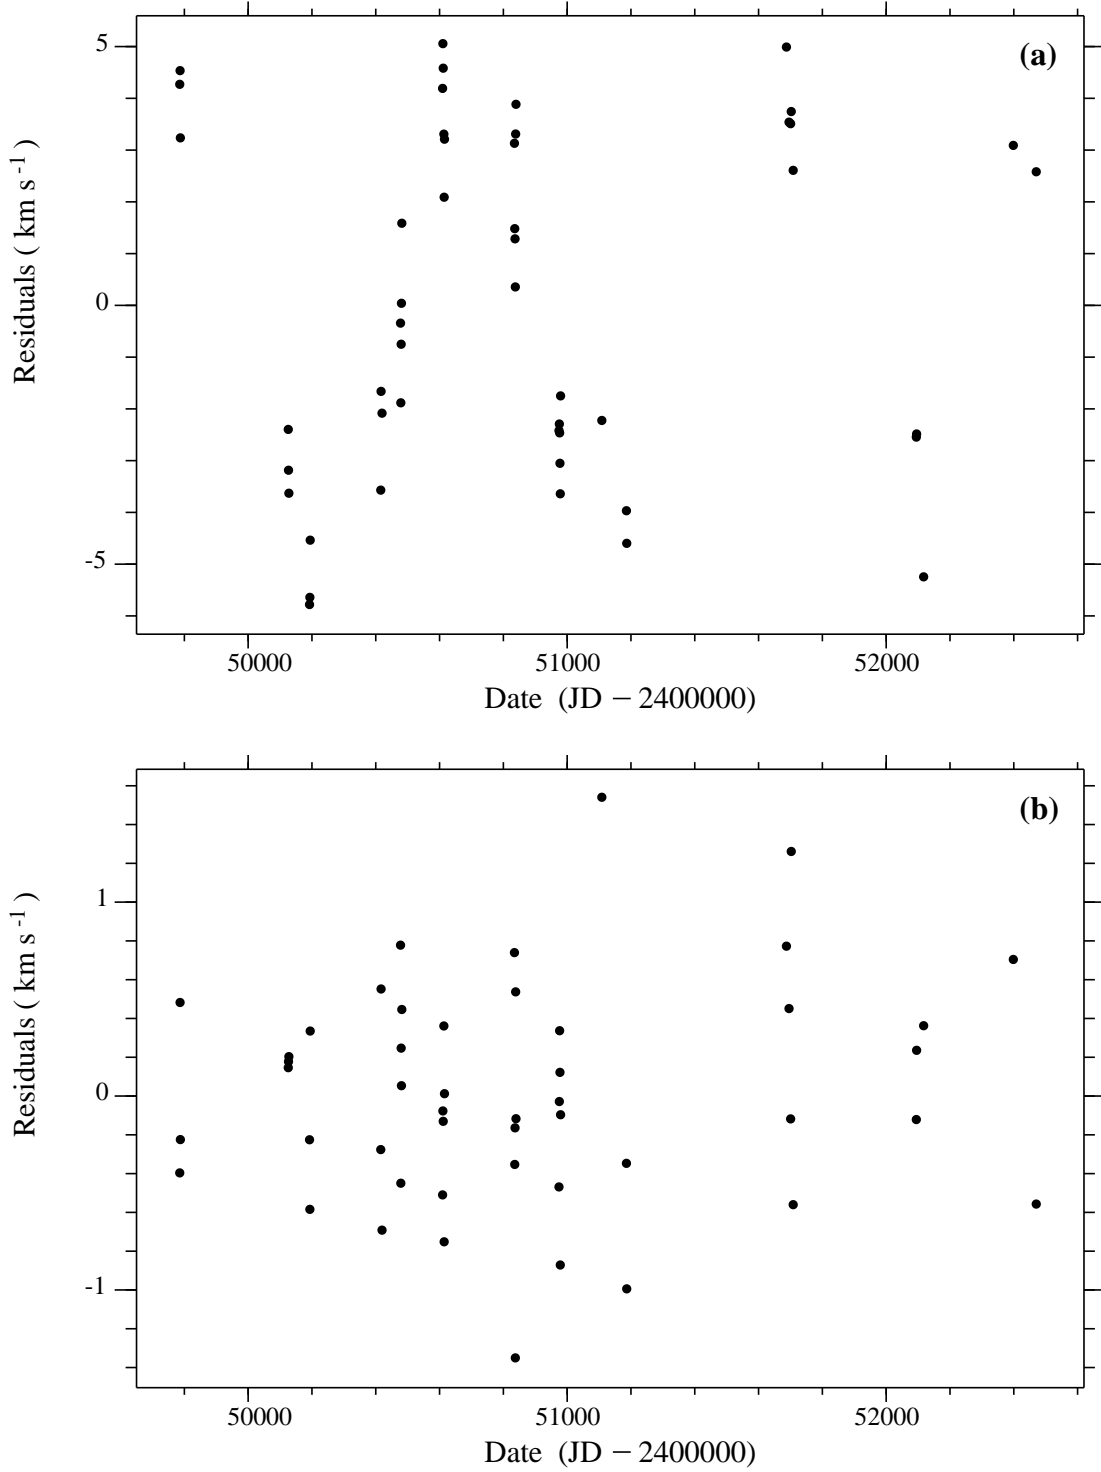 (a)
5
0
-5
Residuals ( km s -1 )
50000 51000 52000
Date (JD − 2400000)
(b)
1
0
-1
Residuals ( km s -1 )
50000 51000 52000
Date (JD − 2400000)